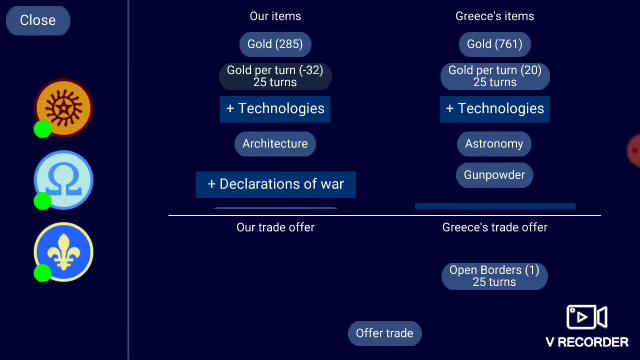 Close
Our items
Greece's items
Gold (285)
Gold (761)
Gold per turn (-32)
25 turns
Gold per turn (20)
25 turns
+ Technologies
+ Technologies
Architecture
Astronomy
Gunpowder
+ Declarations of war
Our trade offer
Greece's trade offer
Open Borders (1)
25 turns
Offer trade
V RECORDER